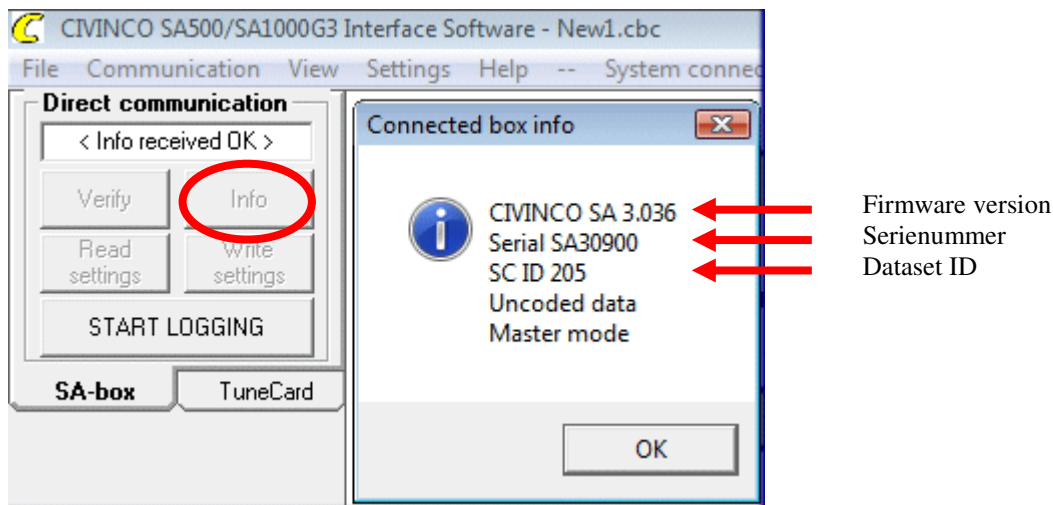 CIVINCO SA500/SA1000G3 Interface Software - New1.cbc
File Communication View Settings Help -- System connec
Direct communication
< Info received OK >
Verify Info
Read settings
Write settings
START LOGGING
SA-box TuneCard
Connected box info
CIVINCO SA 3.036
Serial SA30900
SC ID 205
Uncoded data
Master mode
OK
Firmware version
Serienummer
Dataset ID